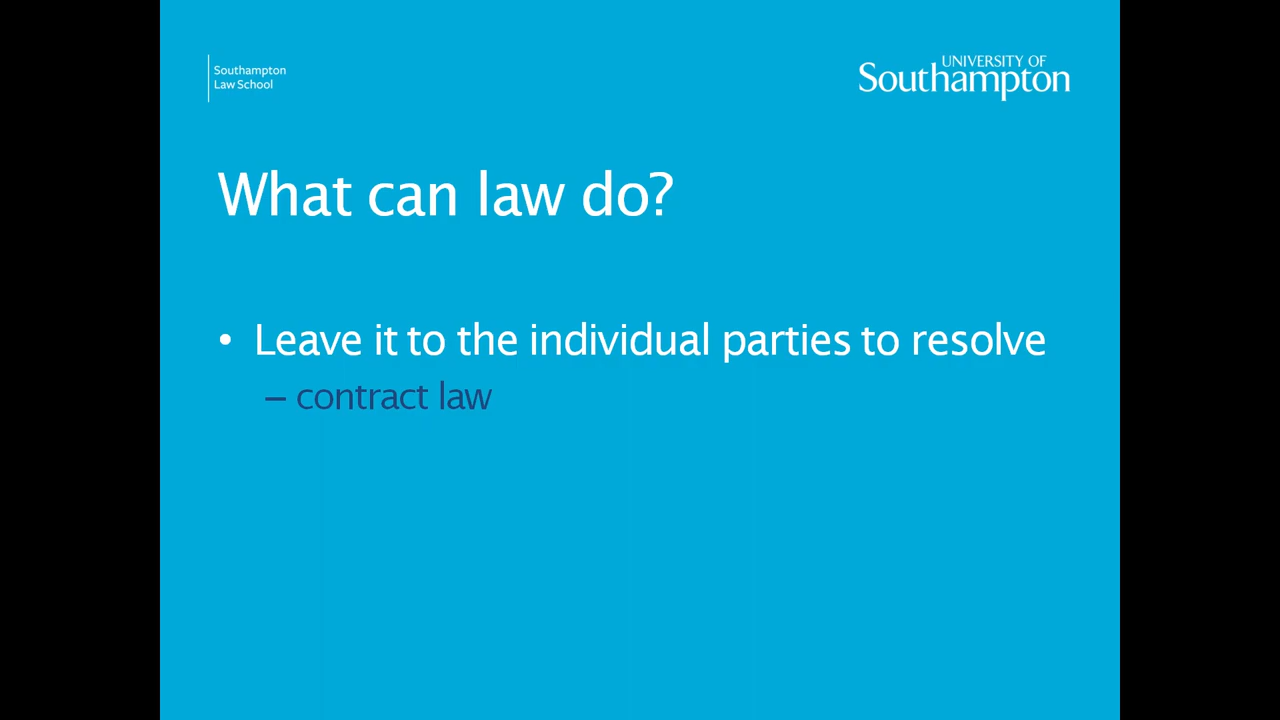 Southampton
Law School
UNIVERSITY OF
Southampton
What can law do?
• Leave it to the individual parties to resolve
– contract law